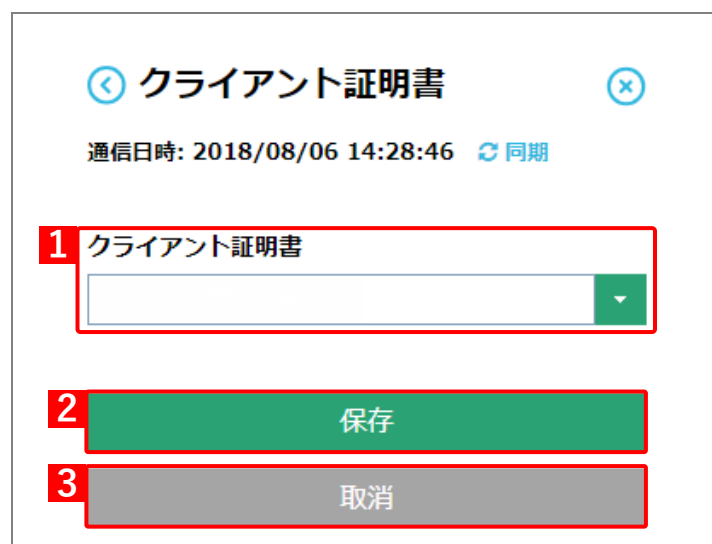 クライアント証明書
通信日時: 2018/08/06 14:28:46 同期
1 クライアント証明書
2 保存
3 取消